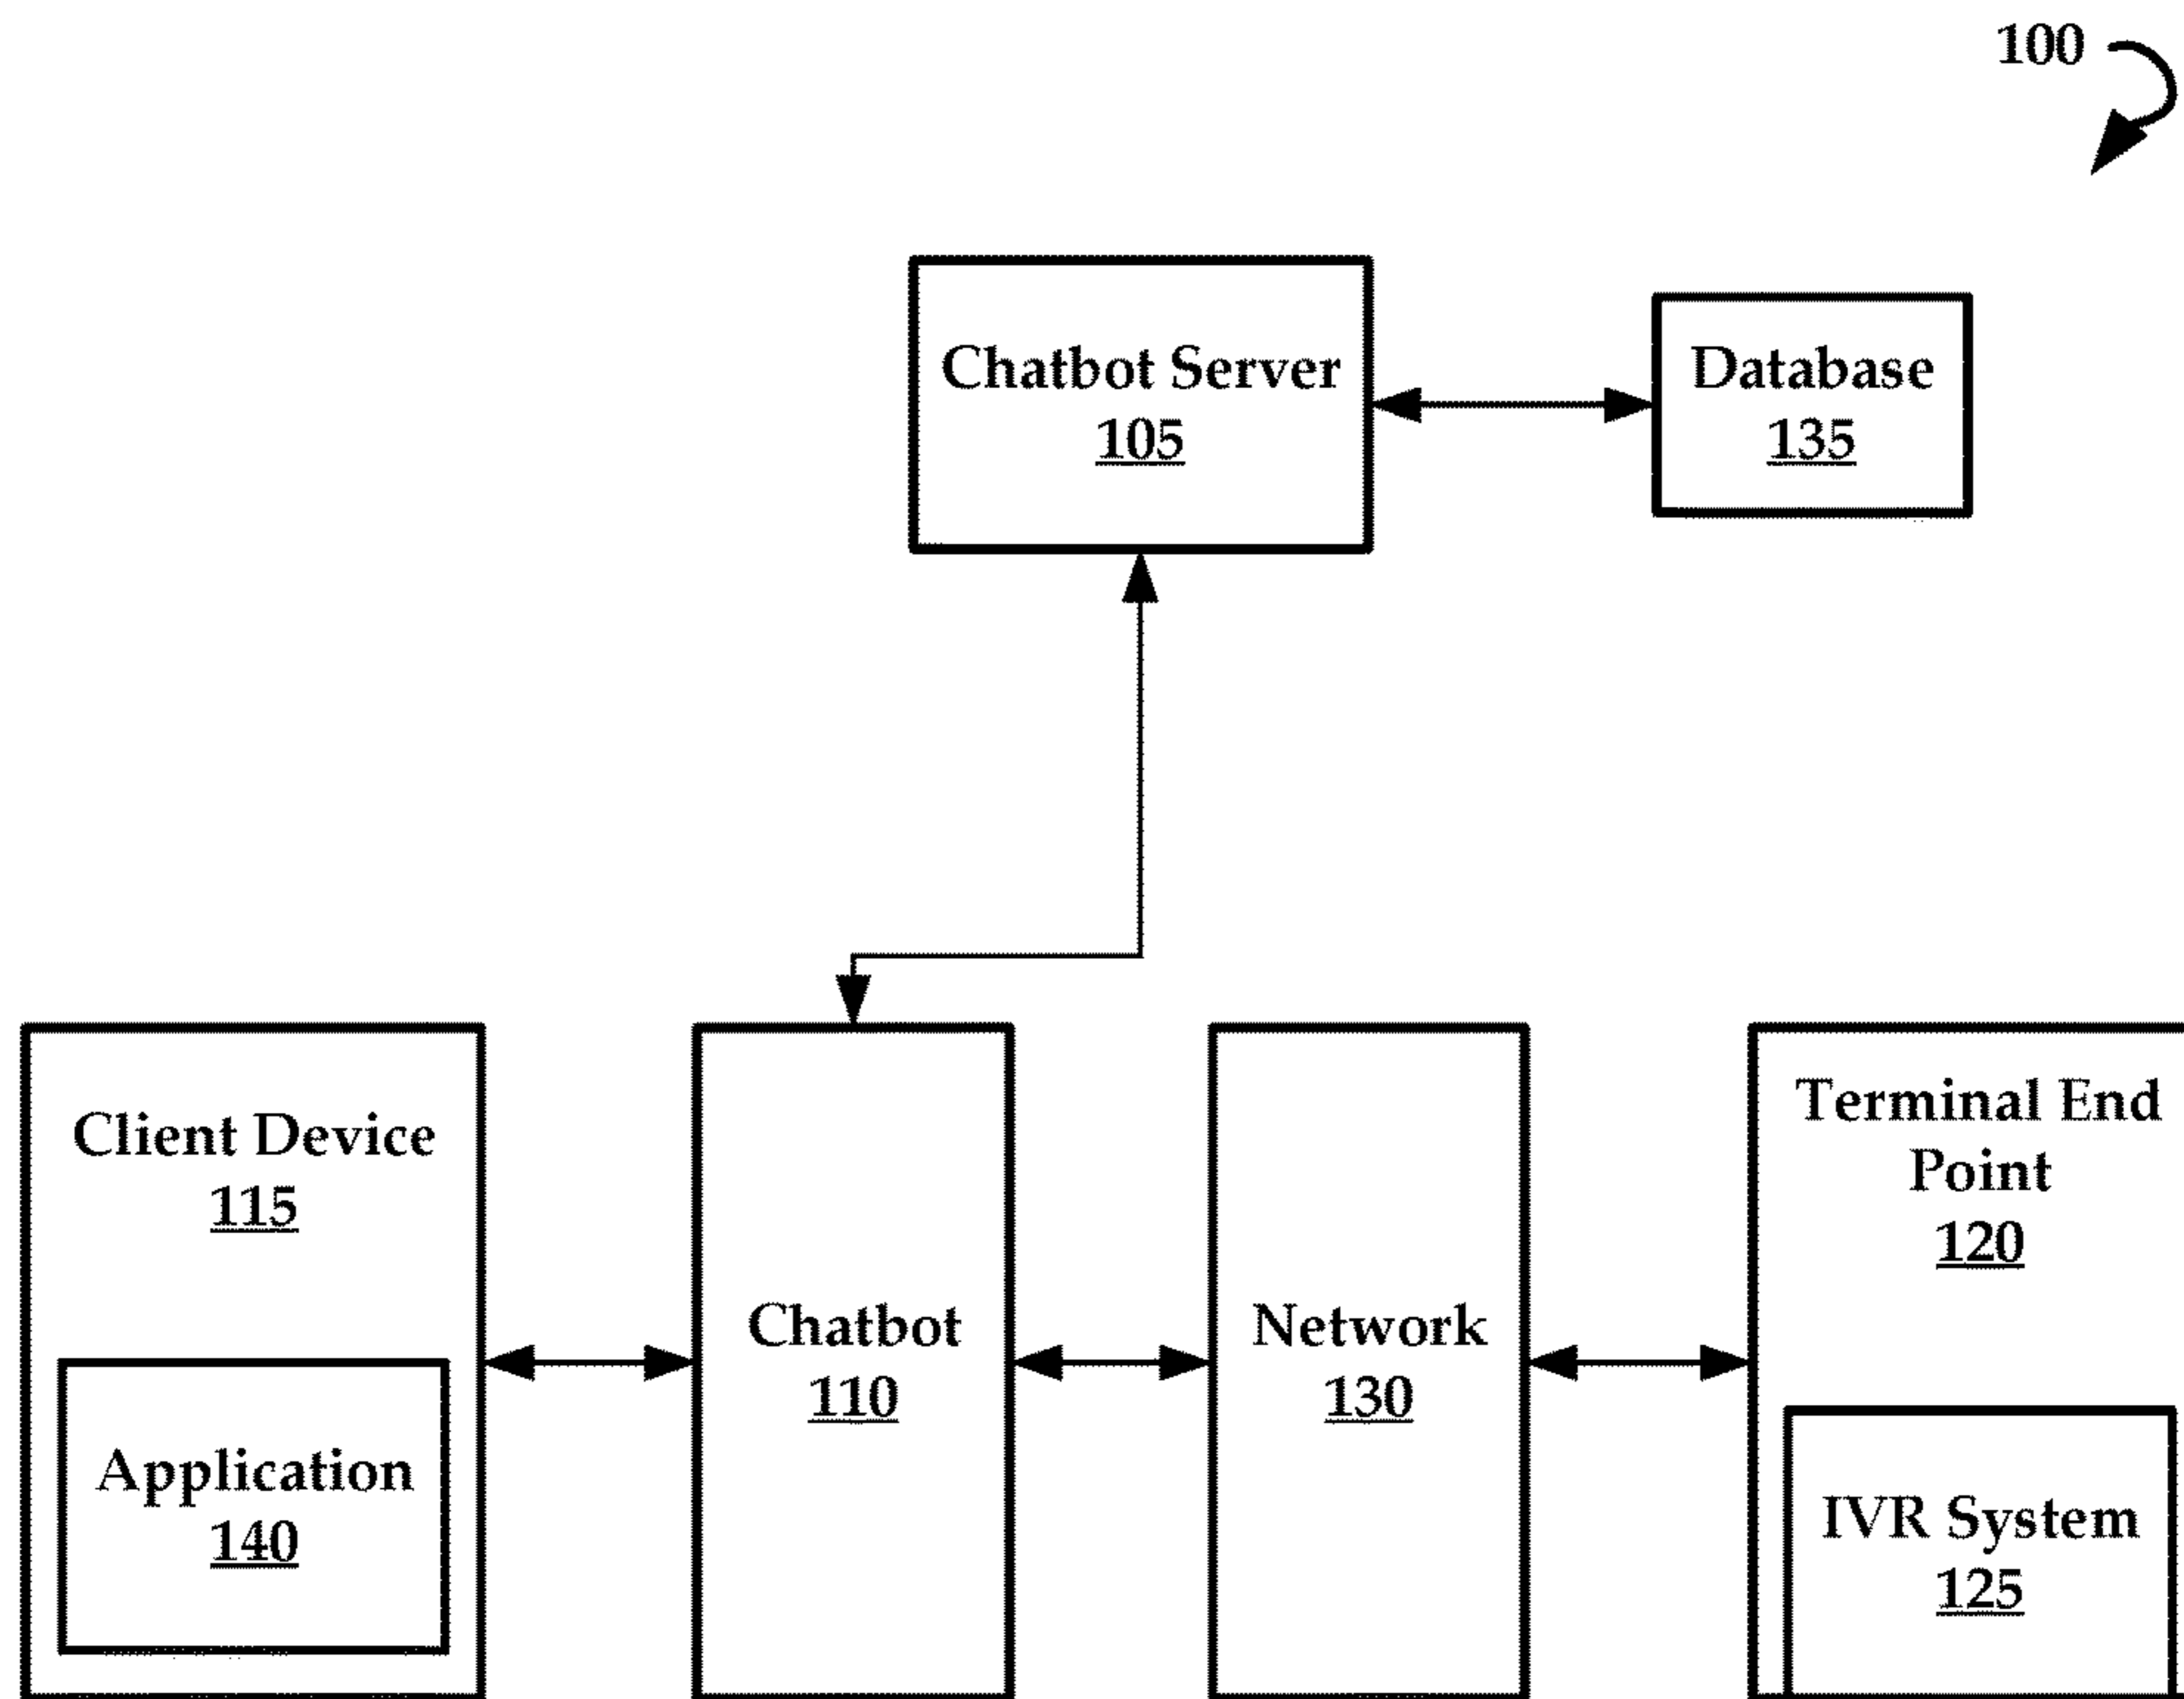 100
Chatbot Server
105
Database
135
Client Device
115
Application
140
Chatbot
110
Network
130
Terminal End
Point
120
IVR System
125